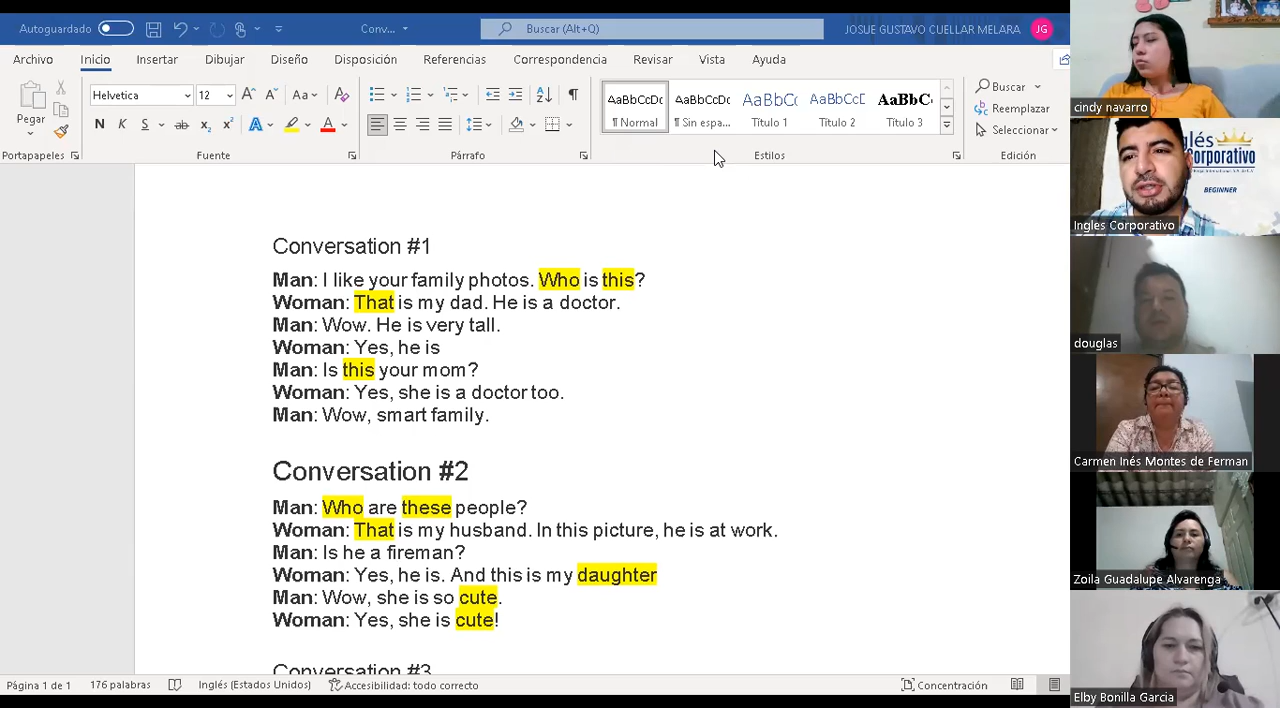 Autoguardado
Conv...
Buscar (Alt+Q)
JOSUE GUSTAVO CUELLAR MELARA
JG
Archivo
Inicio
Insertar
Dibujar
Diseño
Disposición
Referencias
Correspondencia
Revisar
Vista
Ayuda
Pegar
Helvetica
12
Aa
N K S ab x₂ x²
AaBbCcDc
¶ Normal
AaBbCcDc
¶ Sin espa...
AaBbC(
Título 1
AaBbCcD
Título 2
AaBbC
Título 3
Buscar
Reemplazar
Seleccionar
Portapapeles
Fuente
Párrafo
Estilos
Edición
Conversation #1
Man: I like your family photos. Who is this?
Woman: That is my dad. He is a doctor.
Man: Wow. He is very tall.
Woman: Yes, he is
Man: Is this your mom?
Woman: Yes, she is a doctor too.
Man: Wow, smart family.
Conversation #2
Man: Who are these people?
Woman: That is my husband. In this picture, he is at work.
Man: Is he a fireman?
Woman: Yes, he is. And this is my daughter
Man: Wow, she is so cute.
Woman: Yes, she is cute!
Conversation #3
Página 1 de 1
176 palabras
Inglés (Estados Unidos)
Accesibilidad: todo correcto
Concentración
cindy navarro
glés
Corporativo
BEGINNER
Ingles Corporativo
douglas
Carmen Inés Montes de Ferman
Zoila Guadalupe Alvarenga
Elby Bonilla Garcia